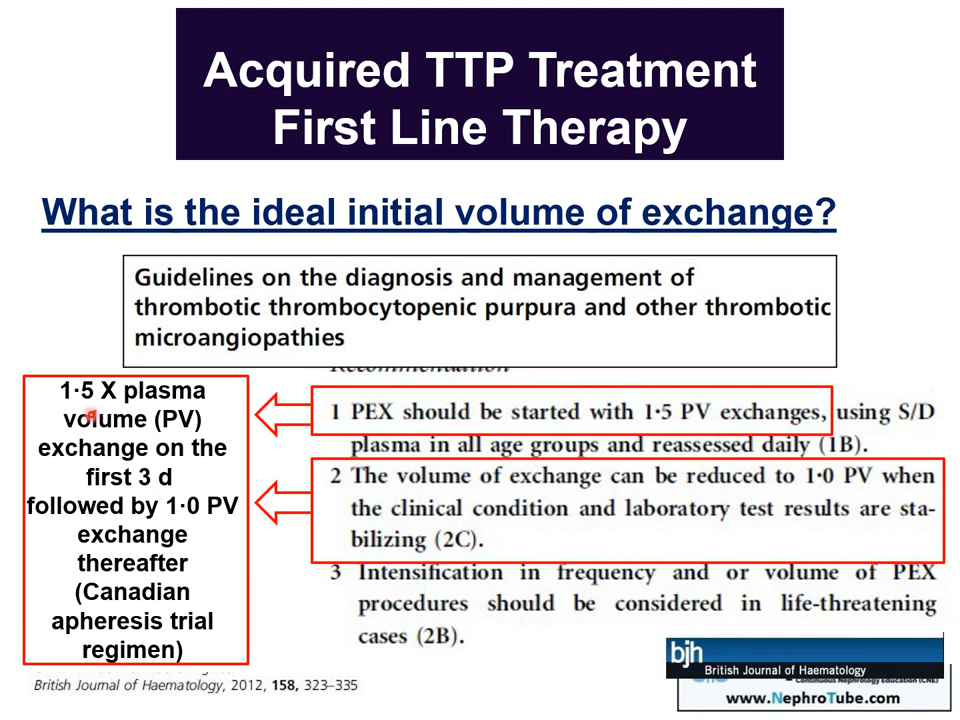 Acquired TTP Treatment
First Line Therapy
What is the ideal initial volume of exchange?
Guidelines on the diagnosis and management of
thrombotic thrombocytopenic purpura and other thrombotic
microangiopathies
1·5 X plasma
volume (PV)
exchange on the
first 3 d
followed by 1·0 PV
exchange
thereafter
(Canadian
apheresis trial
regimen)
Recommendation
1 PEX should be started with 1·5 PV exchanges, using S/D
plasma in all age groups and reassessed daily (1B).
2 The volume of exchange can be reduced to 1·0 PV when
the clinical condition and laboratory test results are sta-
bilizing (2C).
3 Intensification in frequency and or volume of PEX
procedures should be considered in life-threatening
cases (2B).
British Journal of Haematology, 2012, 158, 323–335
bjh
British Journal of Haematology
Continuous Nephrology Education (CNE)
www.NephroTube.com